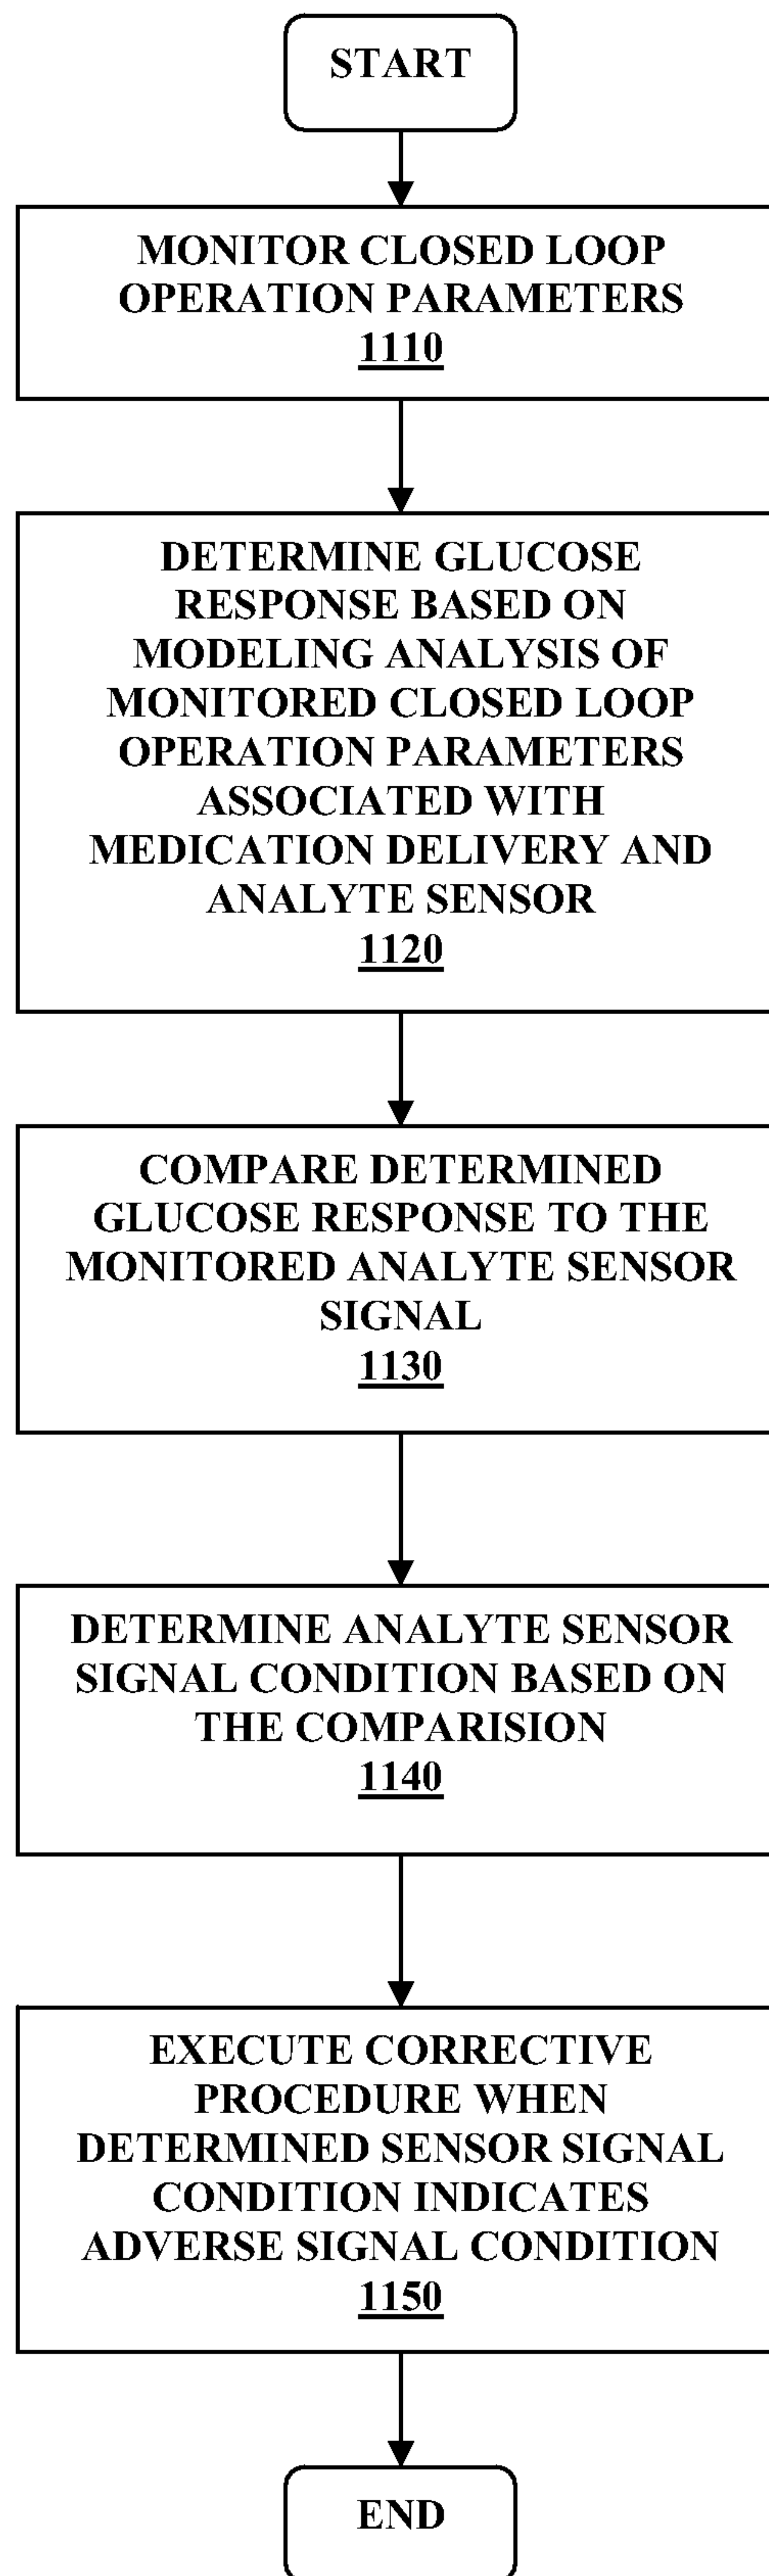 START
MONITOR CLOSED LOOP
OPERATION PARAMETERS
1110
DETERMINE GLUCOSE
RESPONSE BASED ON
MODELING ANALYSIS OF
MONITORED CLOSED LOOP
OPERATION PARAMETERS
ASSOCIATED WITH
MEDICATION DELIVERY AND
ANALYTE SENSOR
1120
COMPARE DETERMINED
GLUCOSE RESPONSE TO THE
MONITORED ANALYTE SENSOR
SIGNAL
1130
DETERMINE ANALYTE SENSOR
SIGNAL CONDITION BASED ON
THE COMPARISION
1140
EXECUTE CORRECTIVE
PROCEDURE WHEN
DETERMINED SENSOR SIGNAL
CONDITION INDICATES
ADVERSE SIGNAL CONDITION
1150
END